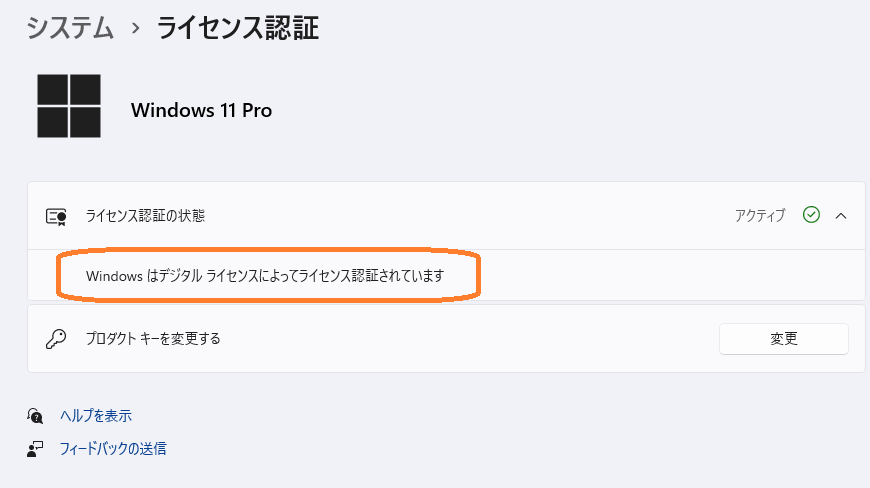 システム › ライセンス認証
Windows 11 Pro
ライセンス認証の状態 アクティブ
Windows はデジタル ライセンスによってライセンス認証されています
プロダクト キーを変更する 変更
ヘルプを表示
フィードバックの送信